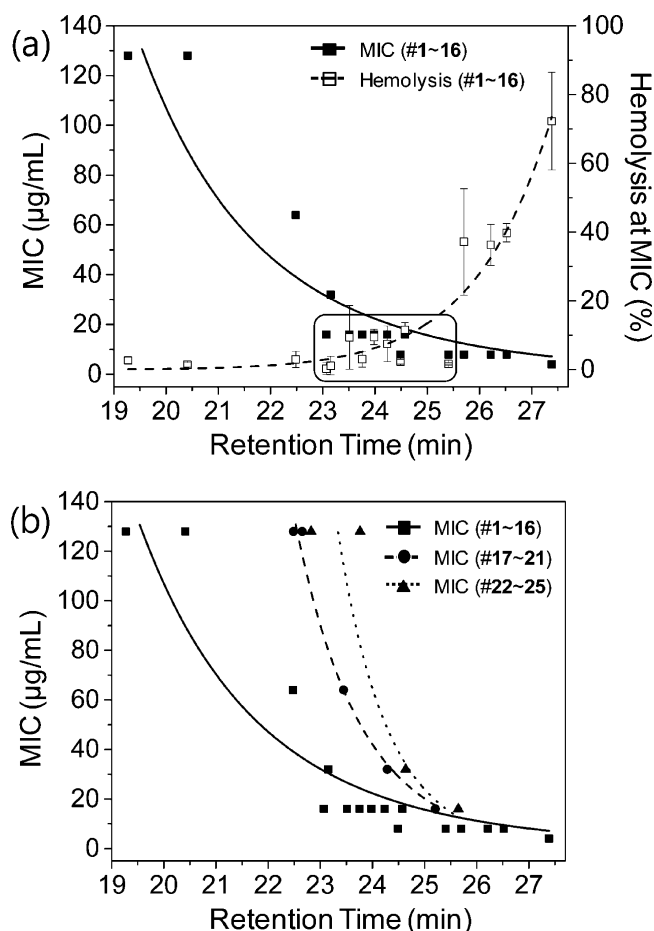 (a)
140
120
100
80
60
40
20
0
MIC (µg/mL)
MIC (#1~16)
Hemolysis (#1~16)
100
80
60
40
20
0
Hemolysis at MIC (%)
19 20 21 22 23 24 25 26 27
Retention Time (min)
(b)
140
120
100
80
60
40
20
0
MIC (µg/mL)
MIC (#1~16)
MIC (#17~21)
MIC (#22~25)
19 20 21 22 23 24 25 26 27
Retention Time (min)